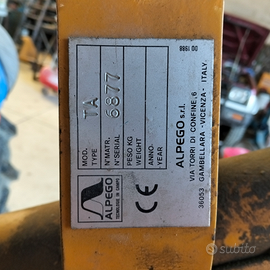 MOD. TYPE TA
N°MATR. N°SERIAL 6877
PESO KG WEIGHT
ANNO YEAR
ALPEGO
TECNOLOGIE IN CAMPO
CE
ALPEGO s.r.l.
VIA TORRI DI CONFINE, 6
36053 GAMBELLARA -VICENZA- ITALY.
DD 1988
subito